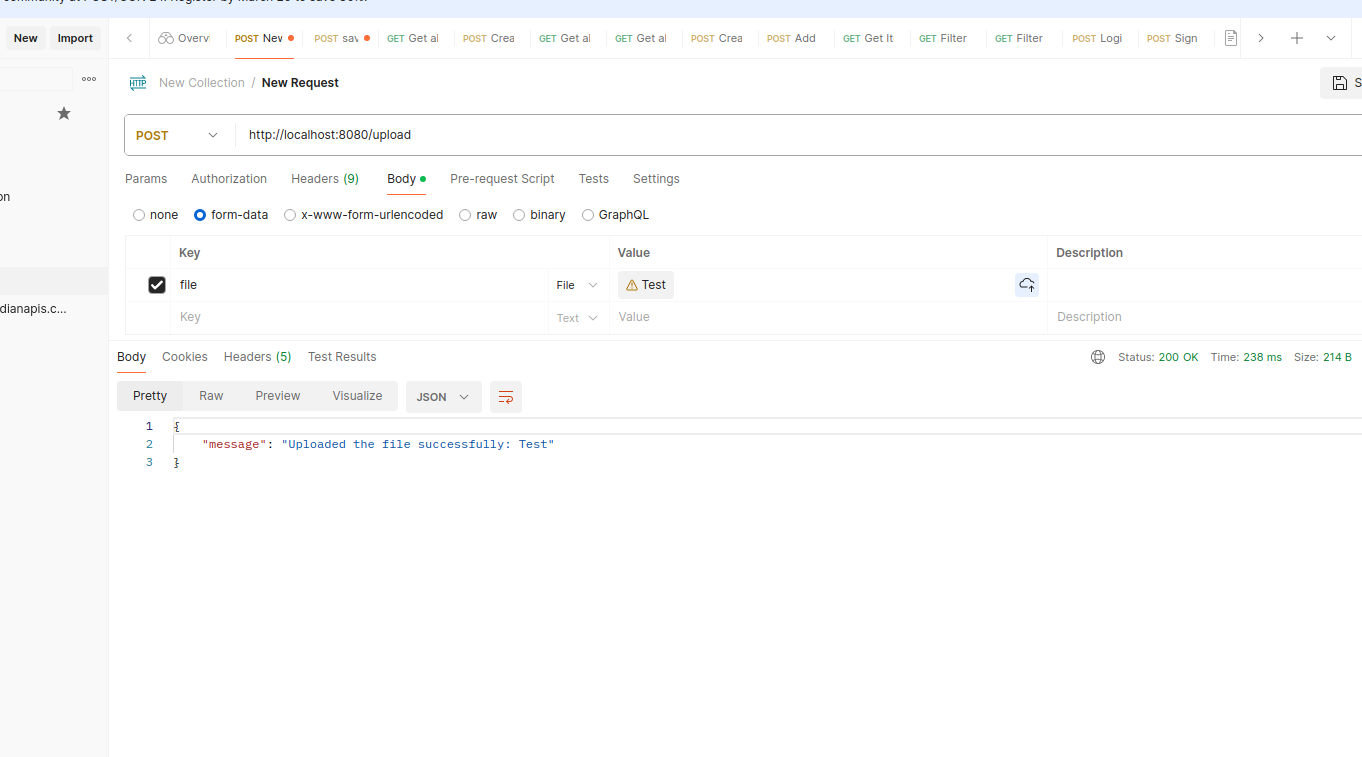 New Import Overv POST New POST sav GET Get al POST Crea GET Get al GET Get al POST Crea POST Add GET Get It GET Filter GET Filter POST Logi POST Sign
HTTP New Collection / New Request S
POST http://localhost:8080/upload
on
dianapis.c...
Params Authorization Headers (9) Body Pre-request Script Tests Settings
none form-data x-www-form-urlencoded raw binary GraphQL
Key Value Description
file File Test
Key Text Value Description
Body Cookies Headers (5) Test Results Status: 200 OK Time: 238 ms Size: 214 B
Pretty Raw Preview Visualize JSON
1 {
2 "message": "Uploaded the file successfully: Test"
3 }